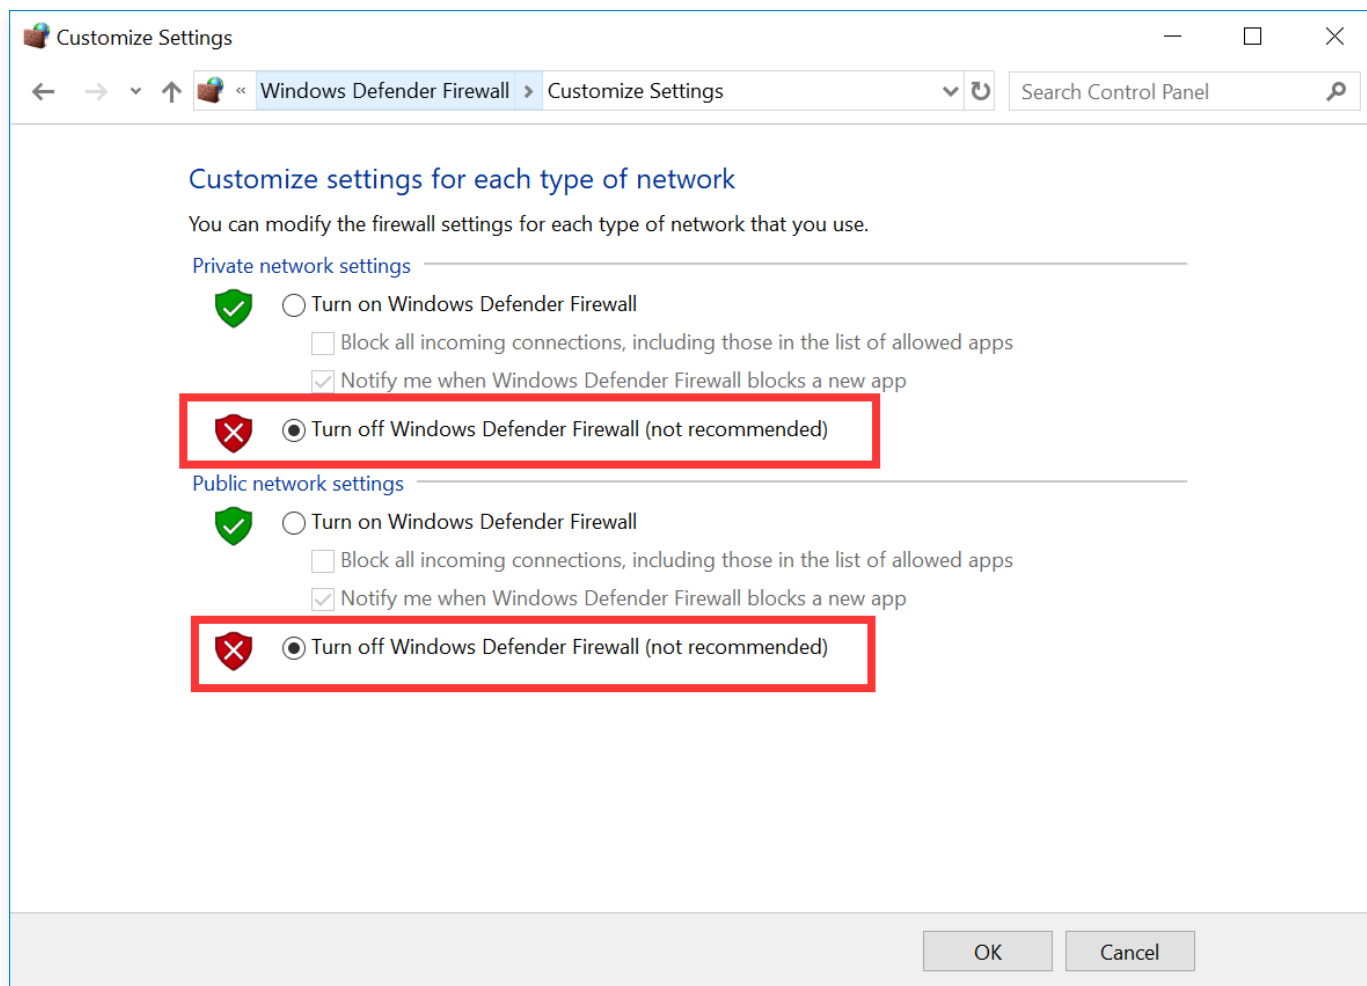 Customize Settings
« Windows Defender Firewall > Customize Settings
Search Control Panel
Customize settings for each type of network
You can modify the firewall settings for each type of network that you use.
Private network settings
Turn on Windows Defender Firewall
Block all incoming connections, including those in the list of allowed apps
Notify me when Windows Defender Firewall blocks a new app
Turn off Windows Defender Firewall (not recommended)
Public network settings
Turn on Windows Defender Firewall
Block all incoming connections, including those in the list of allowed apps
Notify me when Windows Defender Firewall blocks a new app
Turn off Windows Defender Firewall (not recommended)
OK
Cancel